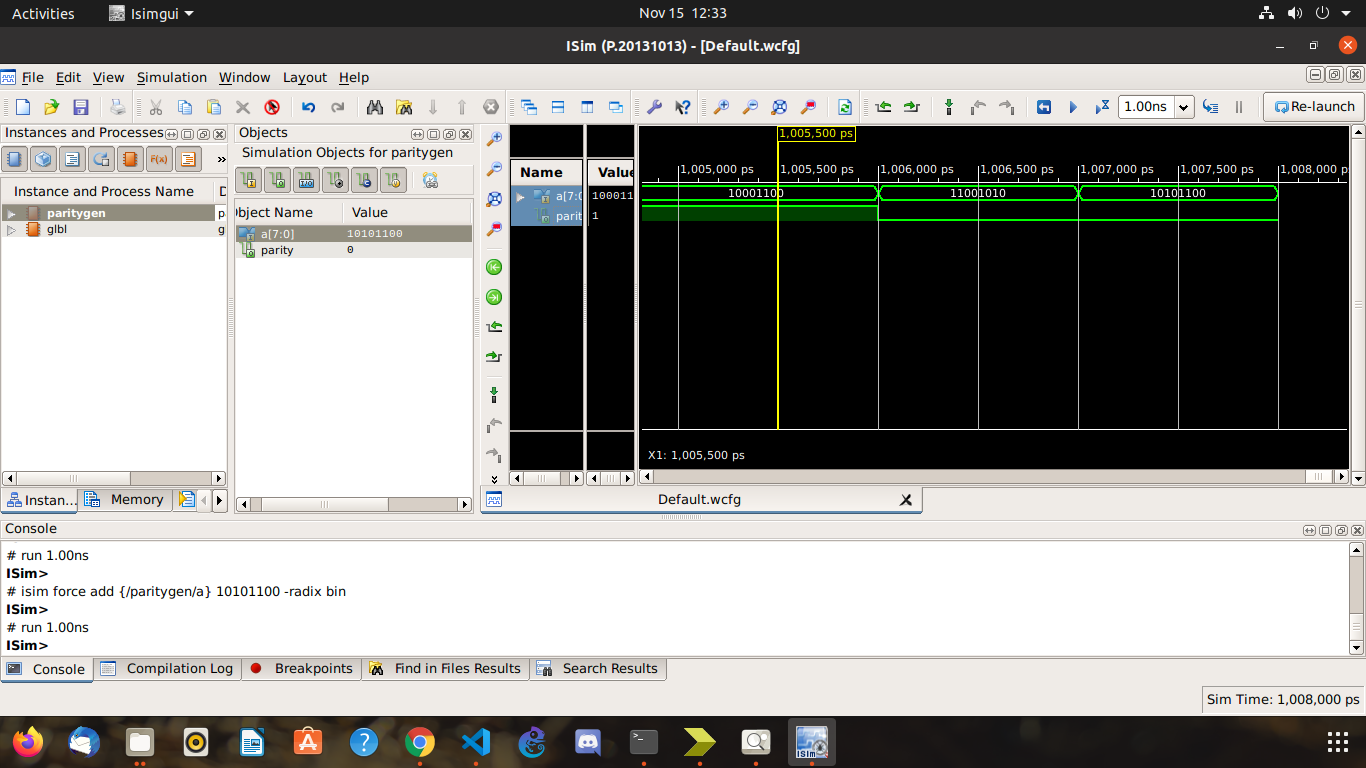 Activities
Isimgui
Nov 15 12:33
ISim (P.20131013) - [Default.wcfg]
File Edit View Simulation Window Layout Help
1.00ns
Re-launch
Instances and Processes
Objects
Simulation Objects for paritygen
Instance and Process Name
D
paritygen
p
glbl
g
bject Name Value
a[7:0] 10101100
parity 0
Instan...
Memory
Name
Value
a[7:0
100011
parit
1
1,005,500 ps
1,005,000 ps 1,005,500 ps 1,006,000 ps 1,006,500 ps 1,007,000 ps 1,007,500 ps 1,008,000 ps
10001100 11001010 10101100
X1: 1,005,500 ps
Default.wcfg
Console
# run 1.00ns
ISim>
# isim force add {/paritygen/a} 10101100 -radix bin
ISim>
# run 1.00ns
ISim>
Console Compilation Log Breakpoints Find in Files Results Search Results
Sim Time: 1,008,000 ps
ISim